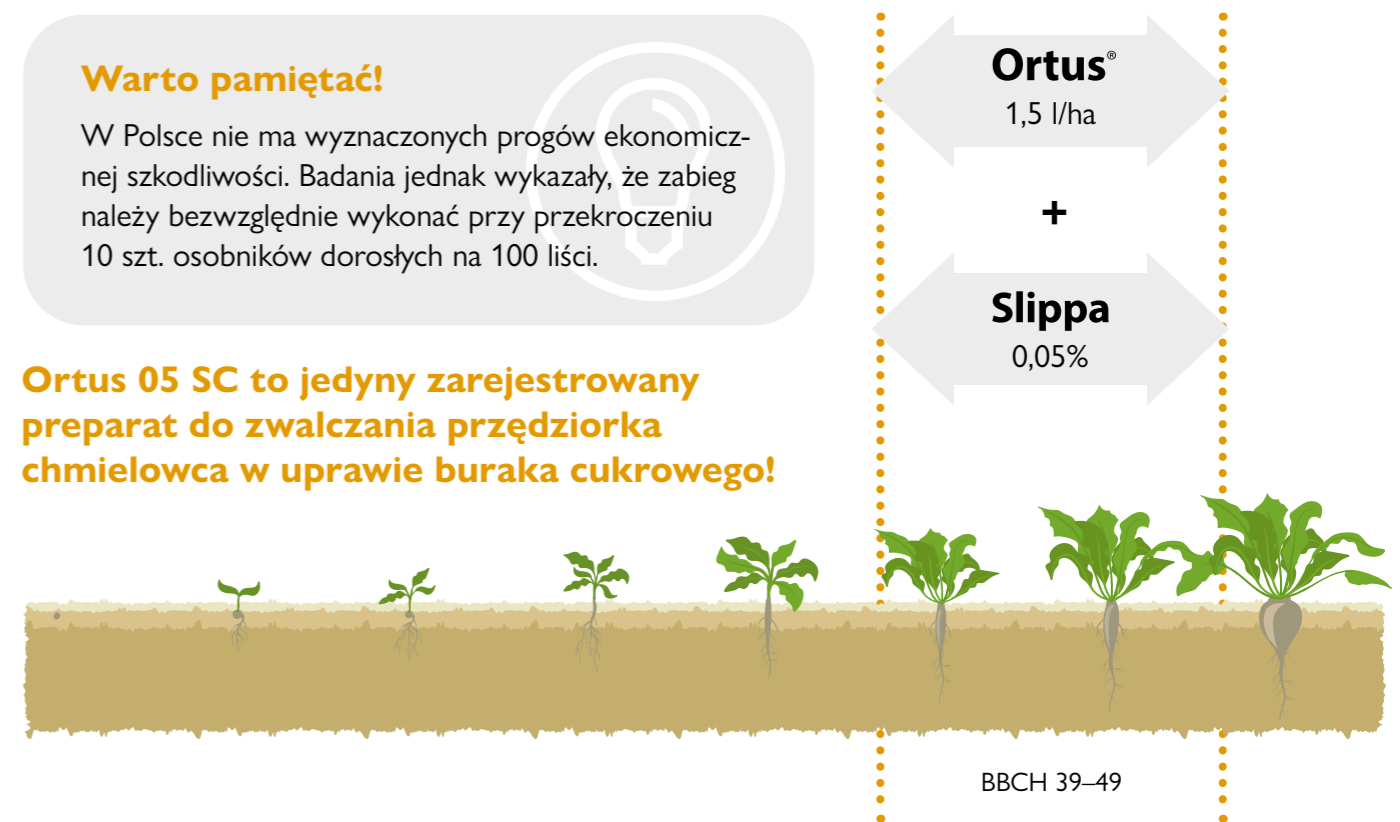 Warto pamiętać!
W Polsce nie ma wyznaczonych progów ekonomicz-
nej szkodliwości. Badania jednak wykazały, że zabieg
należy bezwzględnie wykonać przy przekroczeniu
10 szt. osobników dorosłych na 100 liści.
Ortus 05 SC to jedyny zarejestrowany
preparat do zwalczania przędziorka
chmielowca w uprawie buraka cukrowego!
Ortus®
1,5 l/ha
+
Slippa
0,05%
BBCH 39–49